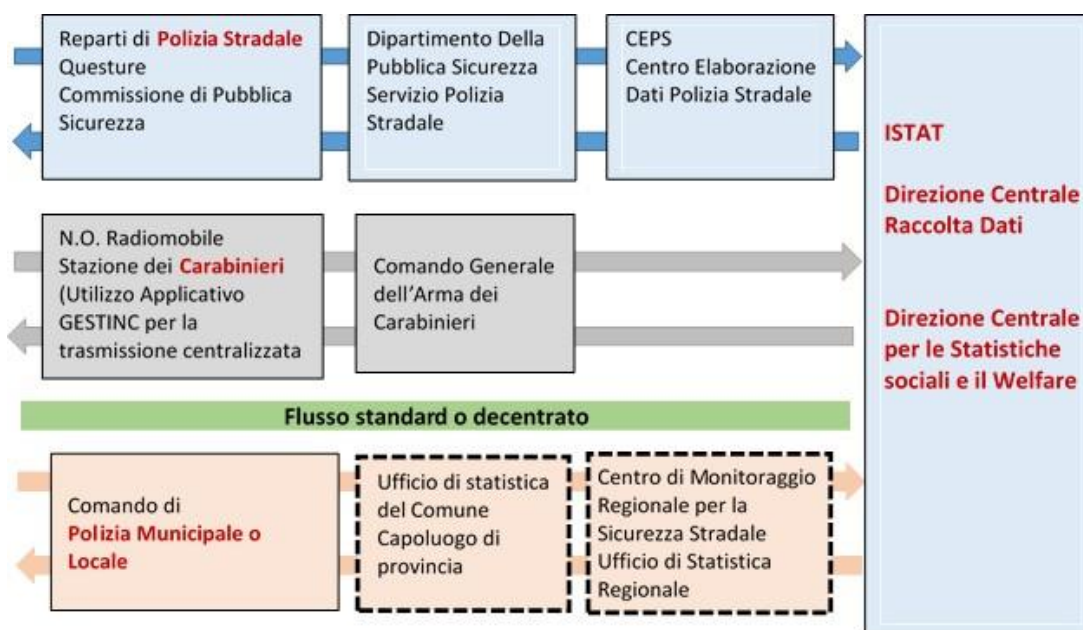 Reparti di Polizia Stradale
Questure
Commissione di Pubblica
Sicurezza
Dipartimento Della
Pubblica Sicurezza
Servizio Polizia
Stradale
CEPS
Centro Elaborazione
Dati Polizia Stradale
ISTAT
Direzione Centrale
Raccolta Dati
Direzione Centrale
per le Statistiche
sociali e il Welfare
N.O. Radiomobile
Stazione dei Carabinieri
(Utilizzo Applicativo
GESTINC per la
trasmissione centralizzata
Comando Generale
dell'Arma dei
Carabinieri
Flusso standard o decentrato
Comando di
Polizia Municipale o
Locale
Ufficio di statistica
del Comune
Capoluogo di
provincia
Centro di Monitoraggio
Regionale per la
Sicurezza Stradale
Ufficio di Statistica
Regionale